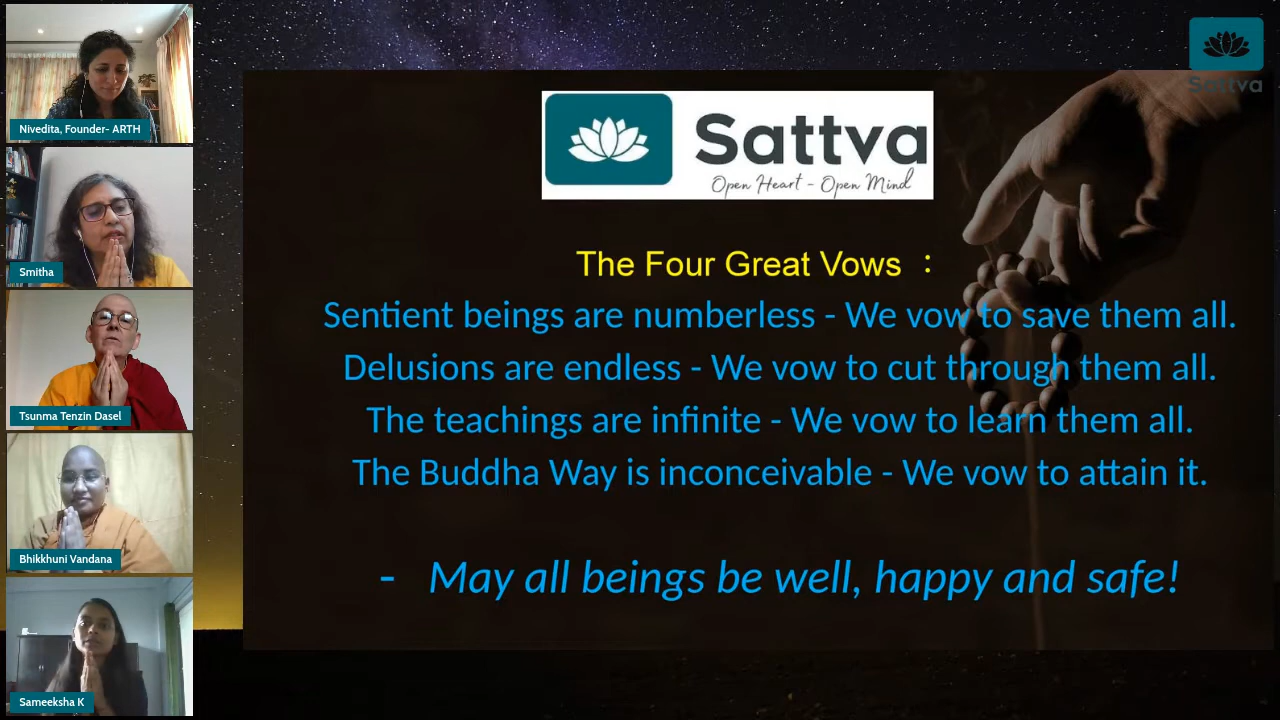 Nivedita, Founder- ARTH
Smitha
Tsunma Tenzin Dasel
Bhikkhuni Vandana
Sameeksha K
Sattva
Open Heart - Open Mind
The Four Great Vows :
Sentient beings are numberless - We vow to save them all.
Delusions are endless - We vow to cut through them all.
The teachings are infinite - We vow to learn them all.
The Buddha Way is inconceivable - We vow to attain it.
- May all beings be well, happy and safe!
Sattva